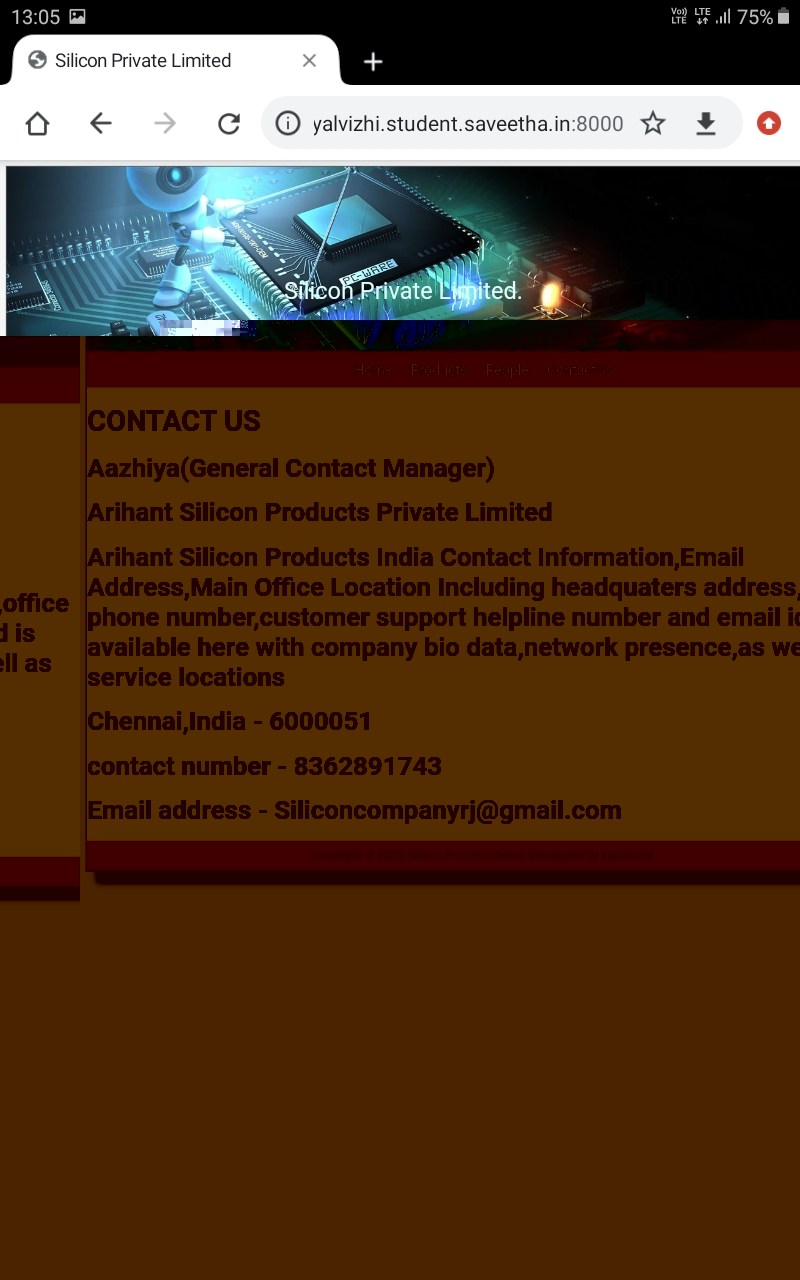 13:05
Vo)) LTE LTE 75%
Silicon Private Limited
yalvizhi.student.saveetha.in:8000
PC-WARE
Silicon Private Limited.
Home Products People Contact us
CONTACT US
Aazhiya(General Contact Manager)
Arihant Silicon Products Private Limited
Arihant Silicon Products India Contact Information,Email
Address,Main Office Location Including headquaters address,
,office
phone number,customer support helpline number and email id
d is
available here with company bio data,network presence,as we
ell as
service locations
Chennai,India - 6000051
contact number - 8362891743
Email address - Siliconcompanyrj@gmail.com